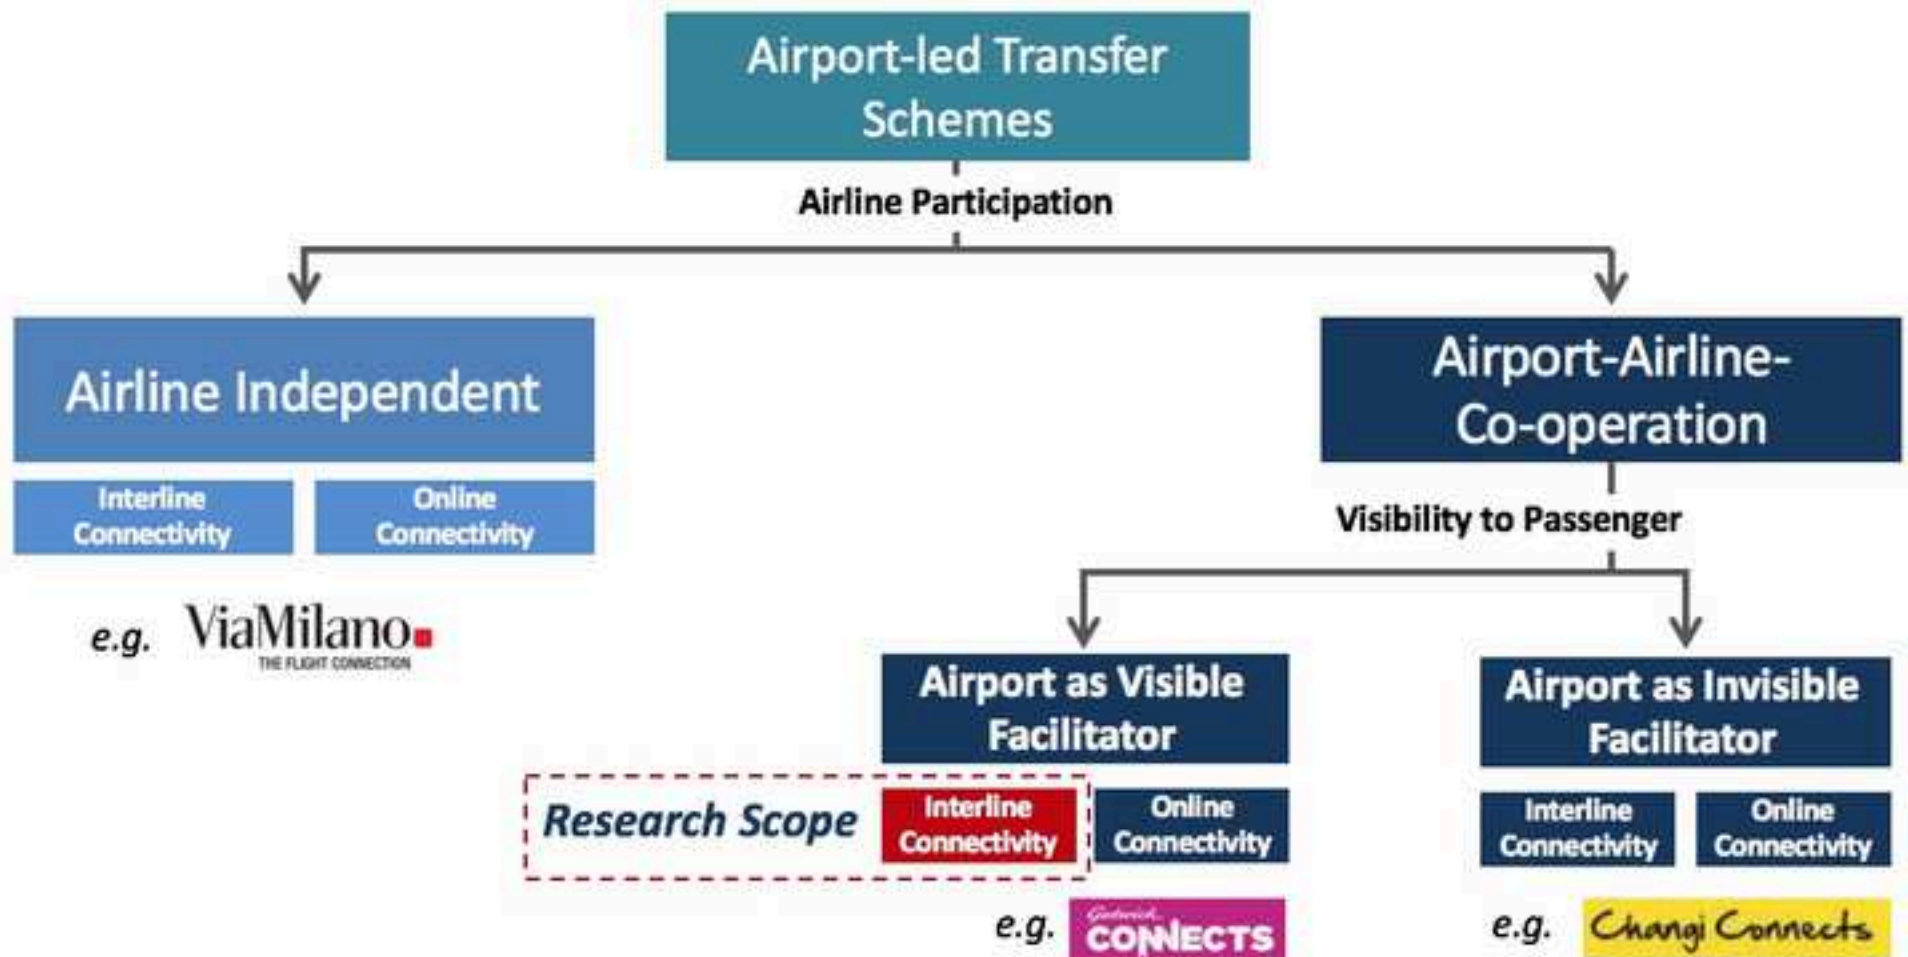 Airport-led Transfer
Schemes
Airline Participation
Airline Independent
Airport-Airline-
Co-operation
Interline
Connectivity
Online
Connectivity
Visibility to Passenger
e.g.
ViaMilano
THE FLIGHT CONNECTION
Airport as Visible
Facilitator
Airport as Invisible
Facilitator
Research Scope
Interline
Connectivity
Online
Connectivity
Interline
Connectivity
Online
Connectivity
e.g.
Gatwick
CONNECTS
e.g.
Changi Connects